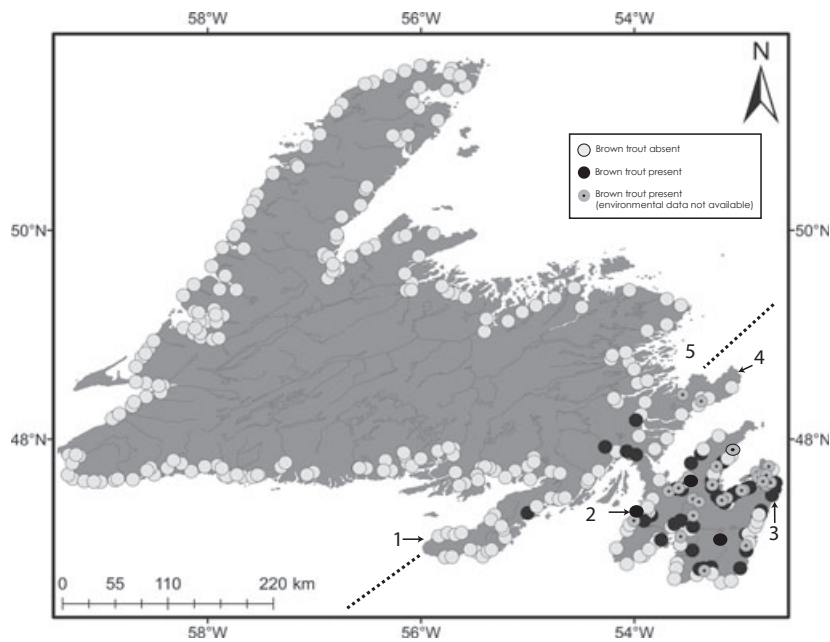 58°W 56°W 54°W
N
Brown trout absent
Brown trout present
Brown trout present
(environmental data not available)
50°N 50°N
5
4
48°N 48°N
2
3
1
0 55 110 220 km
58°W 56°W 54°W